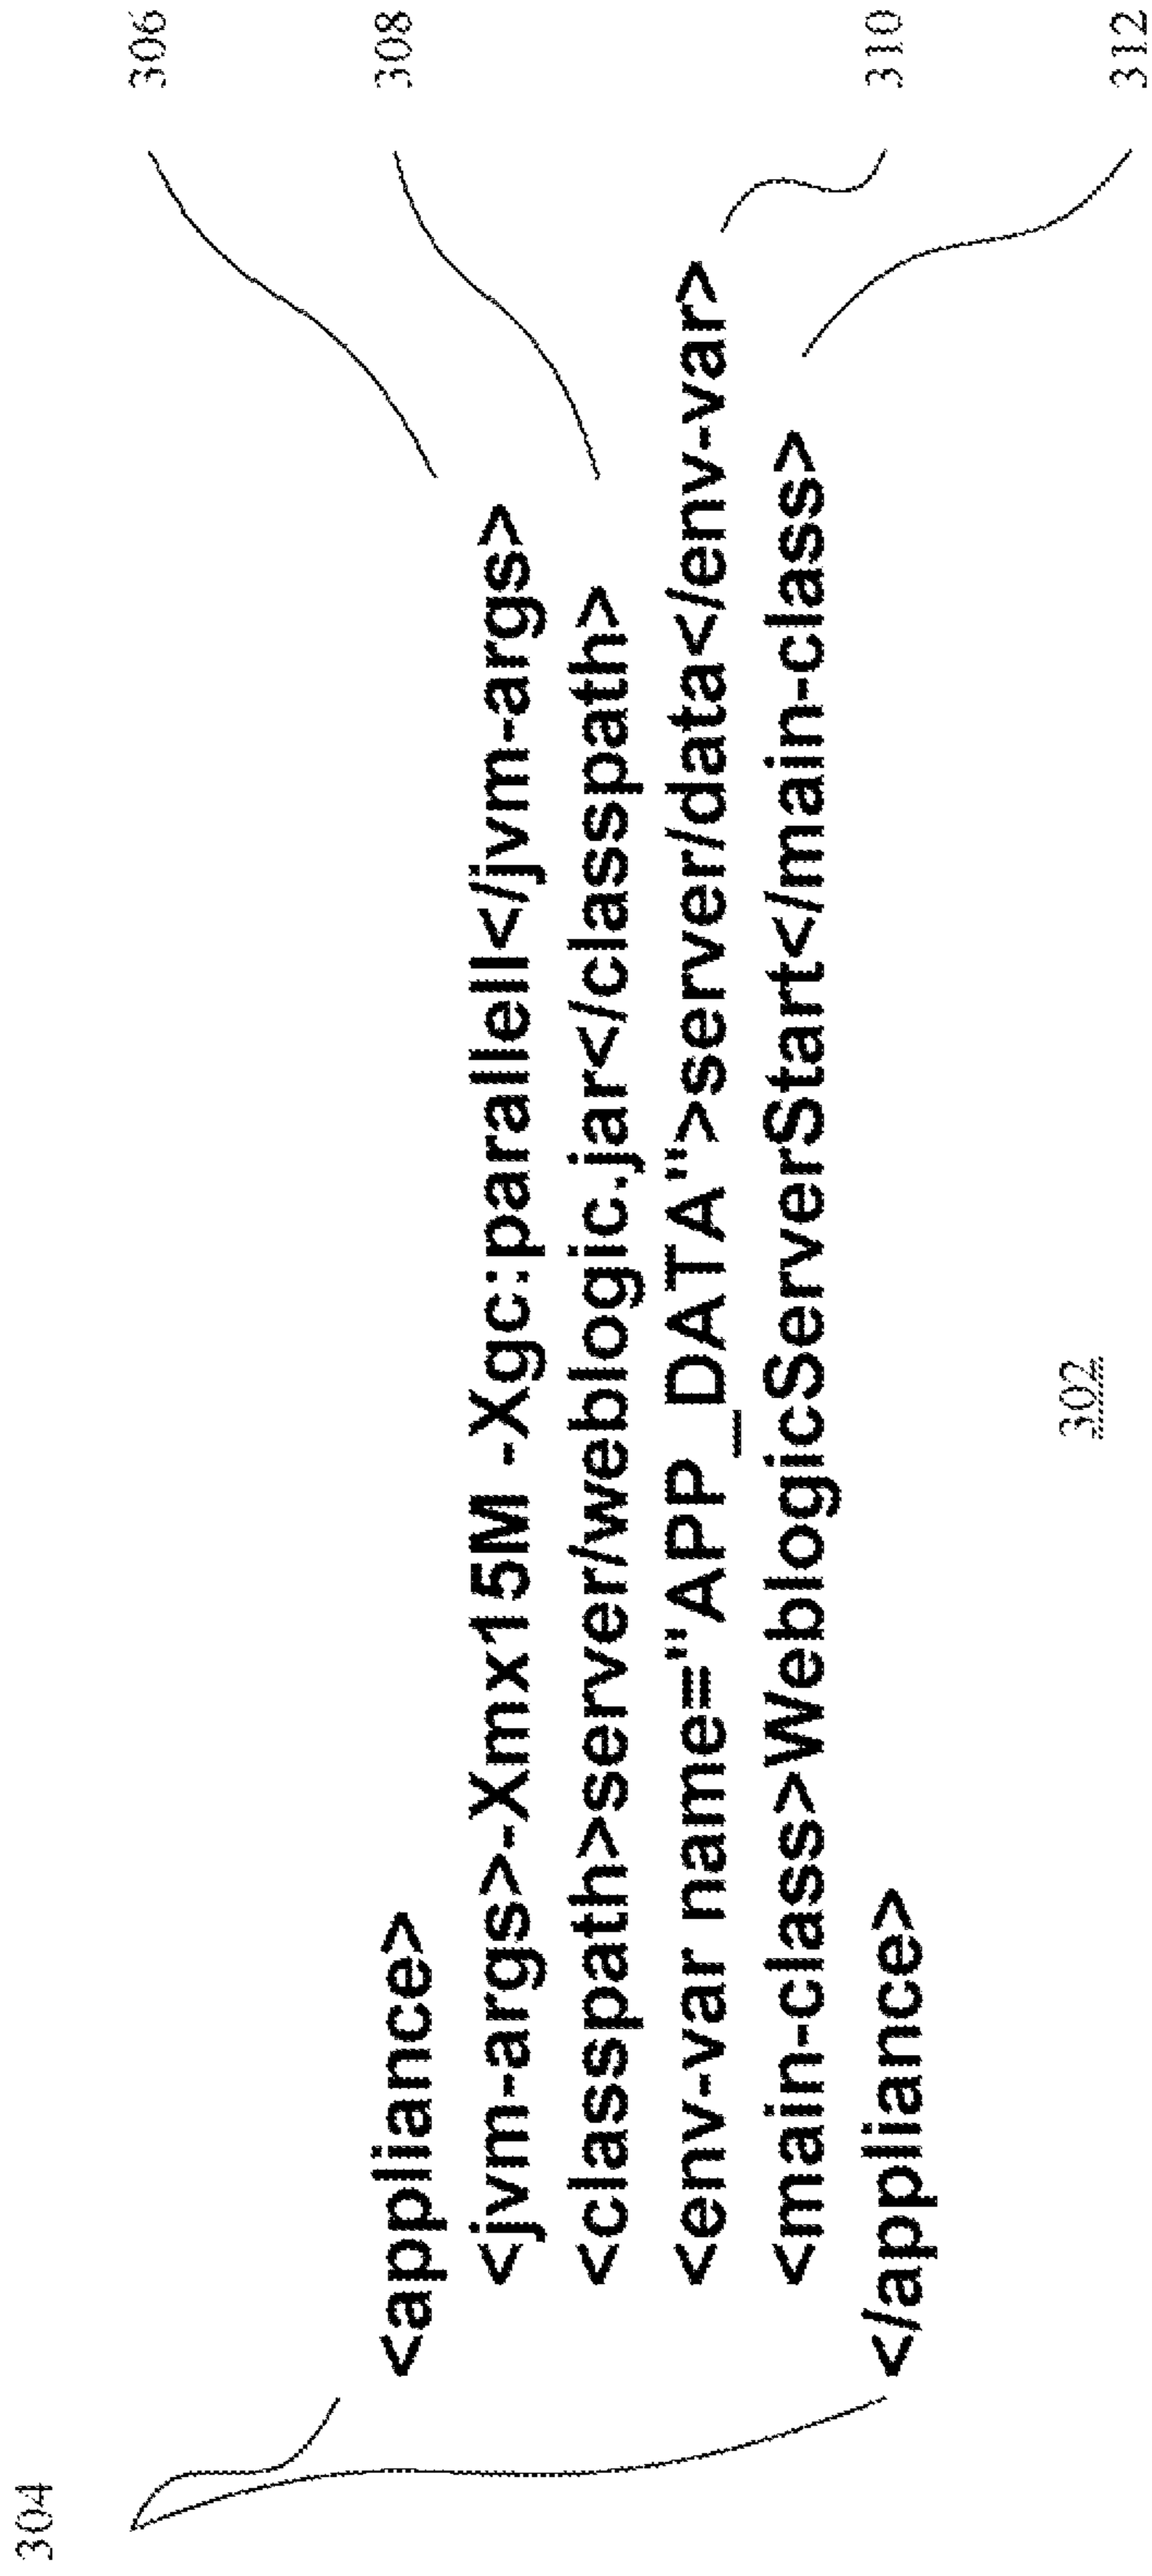 304
306
308
<appliance>
<jvm-args>-Xmx15M -Xgc:parallel</jvm-args>
<classpath>server/weblogic.jar</classpath>
<env-var name="APP_DATA">server/data</env-var>
<main-class>WeblogicServerStart</main-class>
</appliance>
310
312
302